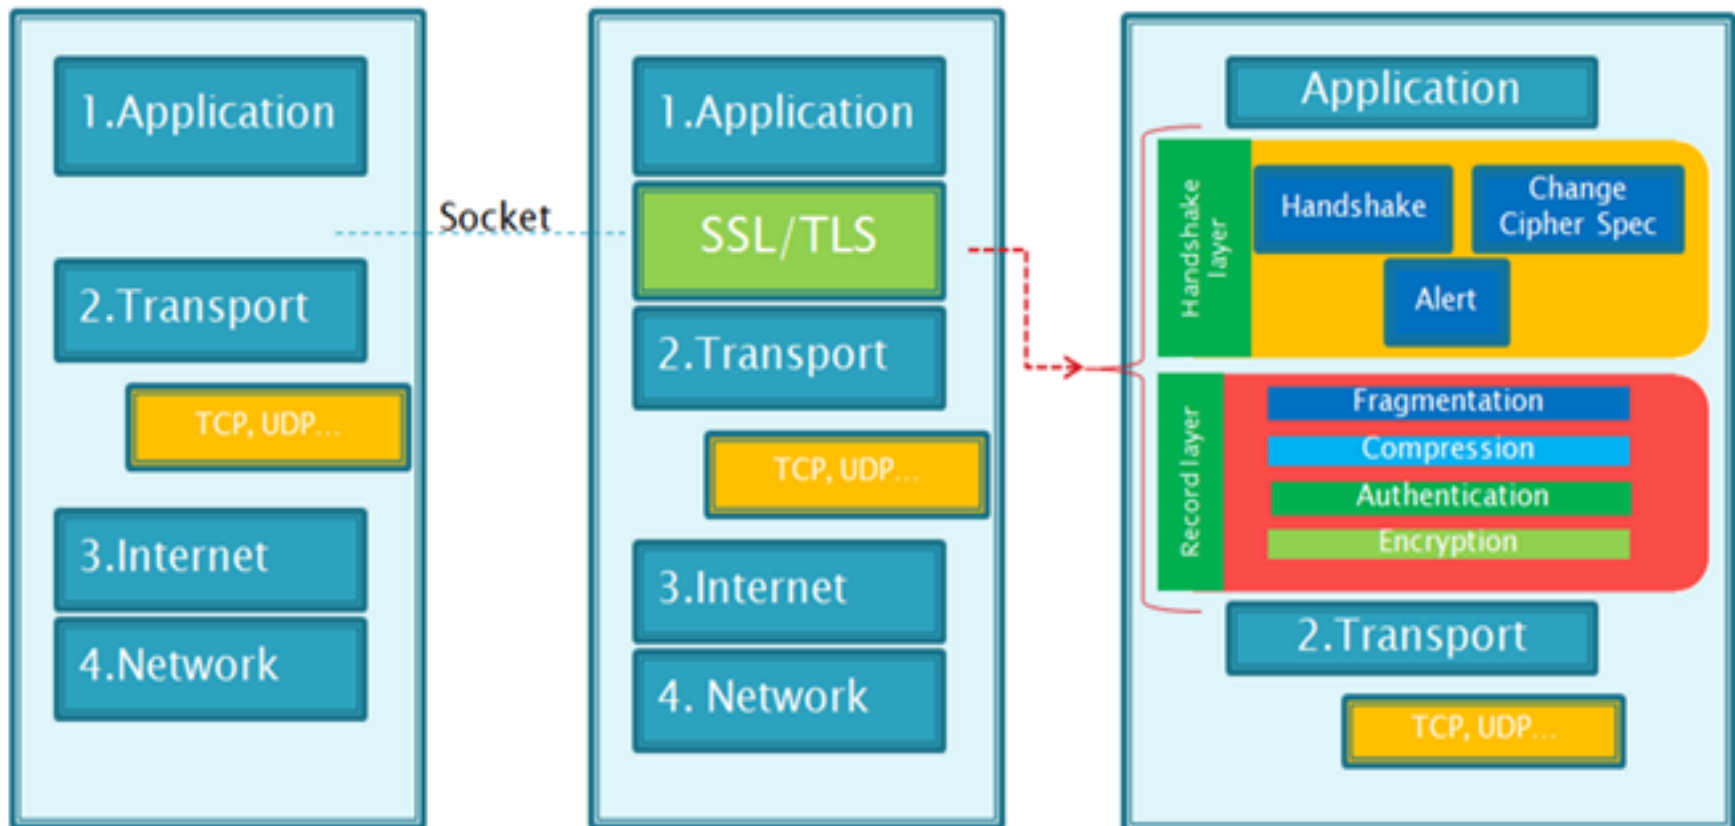 1.Application
2.Transport
TCP, UDP...
3.Internet
4.Network
Socket
1.Application
SSL/TLS
2.Transport
TCP, UDP...
3.Internet
4. Network
Application
Handshake
layer
Handshake
Change
Cipher Spec
Alert
Record layer
Fragmentation
Compression
Authentication
Encryption
2.Transport
TCP, UDP...